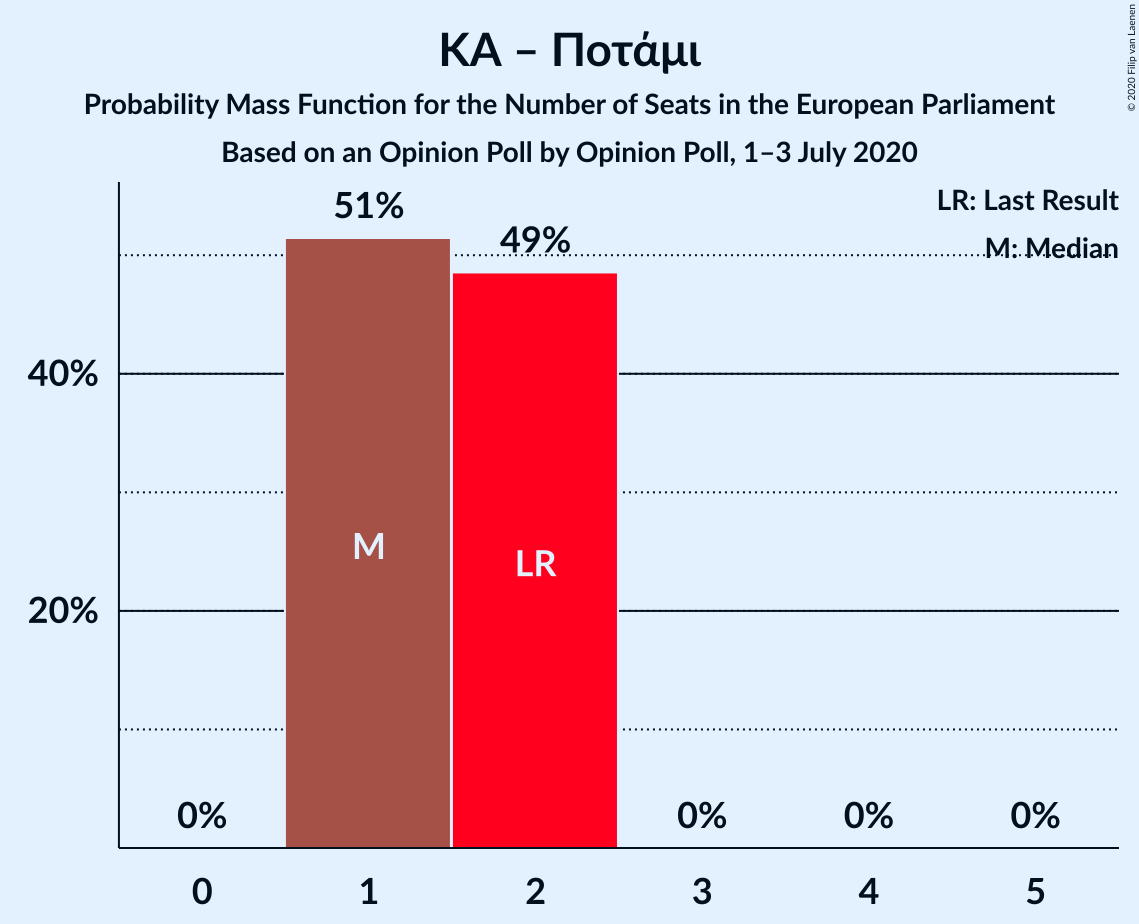 © 2020 Filip van Laenen
ΚΑ – Ποτάμι
Probability Mass Function for the Number of Seats in the European Parliament
Based on an Opinion Poll by Opinion Poll, 1–3 July 2020
LR: Last Result
M: Median
51%
49%
40%
20%
M
LR
0%
0%
0%
0%
0
1
2
3
4
5